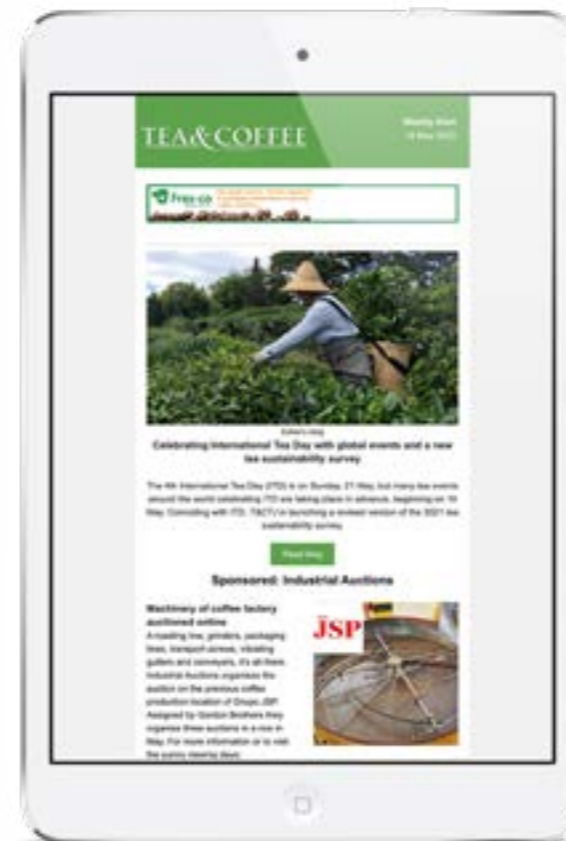 TEA&COFFEE
Weekly Alert
Fres-co
Editor's blog
Celebrating International Tea Day with global events and a new
tea sustainability survey
The 4th International Tea Day (ITD) is on Sunday, 21 May, but many tea events
around the world celebrating ITD are taking place in advance, beginning on
May. Coinciding with ITD, T&CTJ is launching a revised version of the 2021 tea
sustainability survey.
Read blog
Sponsored: Industrial Auctions
Machinery of coffee factory
auctioned online
A roasting line, grinders, packaging
lines, transport screws, vibrating
gutters and conveyors, it's all there.
Industrial Auctions organises the
auction on the previous coffee
production location of Grupo JSP.
Assigned by Gordon Brothers they
organise these auctions in a row in
May. For more information or to visit
the viewing days:
JSP